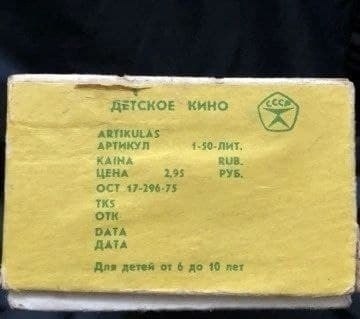 ДЕТСКОЕ КИНО
СССР
ARTIKULAS
АРТИКУЛ 1-50-ЛИТ.
KAINA RUB.
ЦЕНА 2,95 РУБ.
ОСТ 17-296-75
TKS
ОТК
DATA
ДАТА
Для детей от 6 до 10 лет